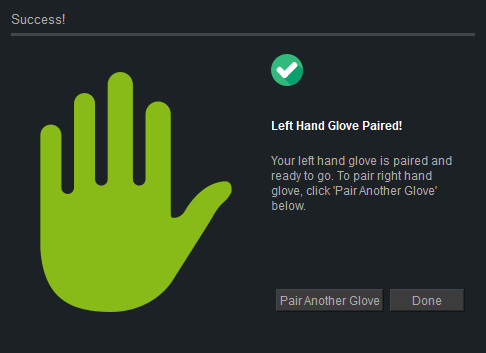 Success!
Left Hand Glove Paired!
Your left hand glove is paired and
ready to go. To pair right hand
glove, click 'Pair Another Glove'
below.
Pair Another Glove
Done